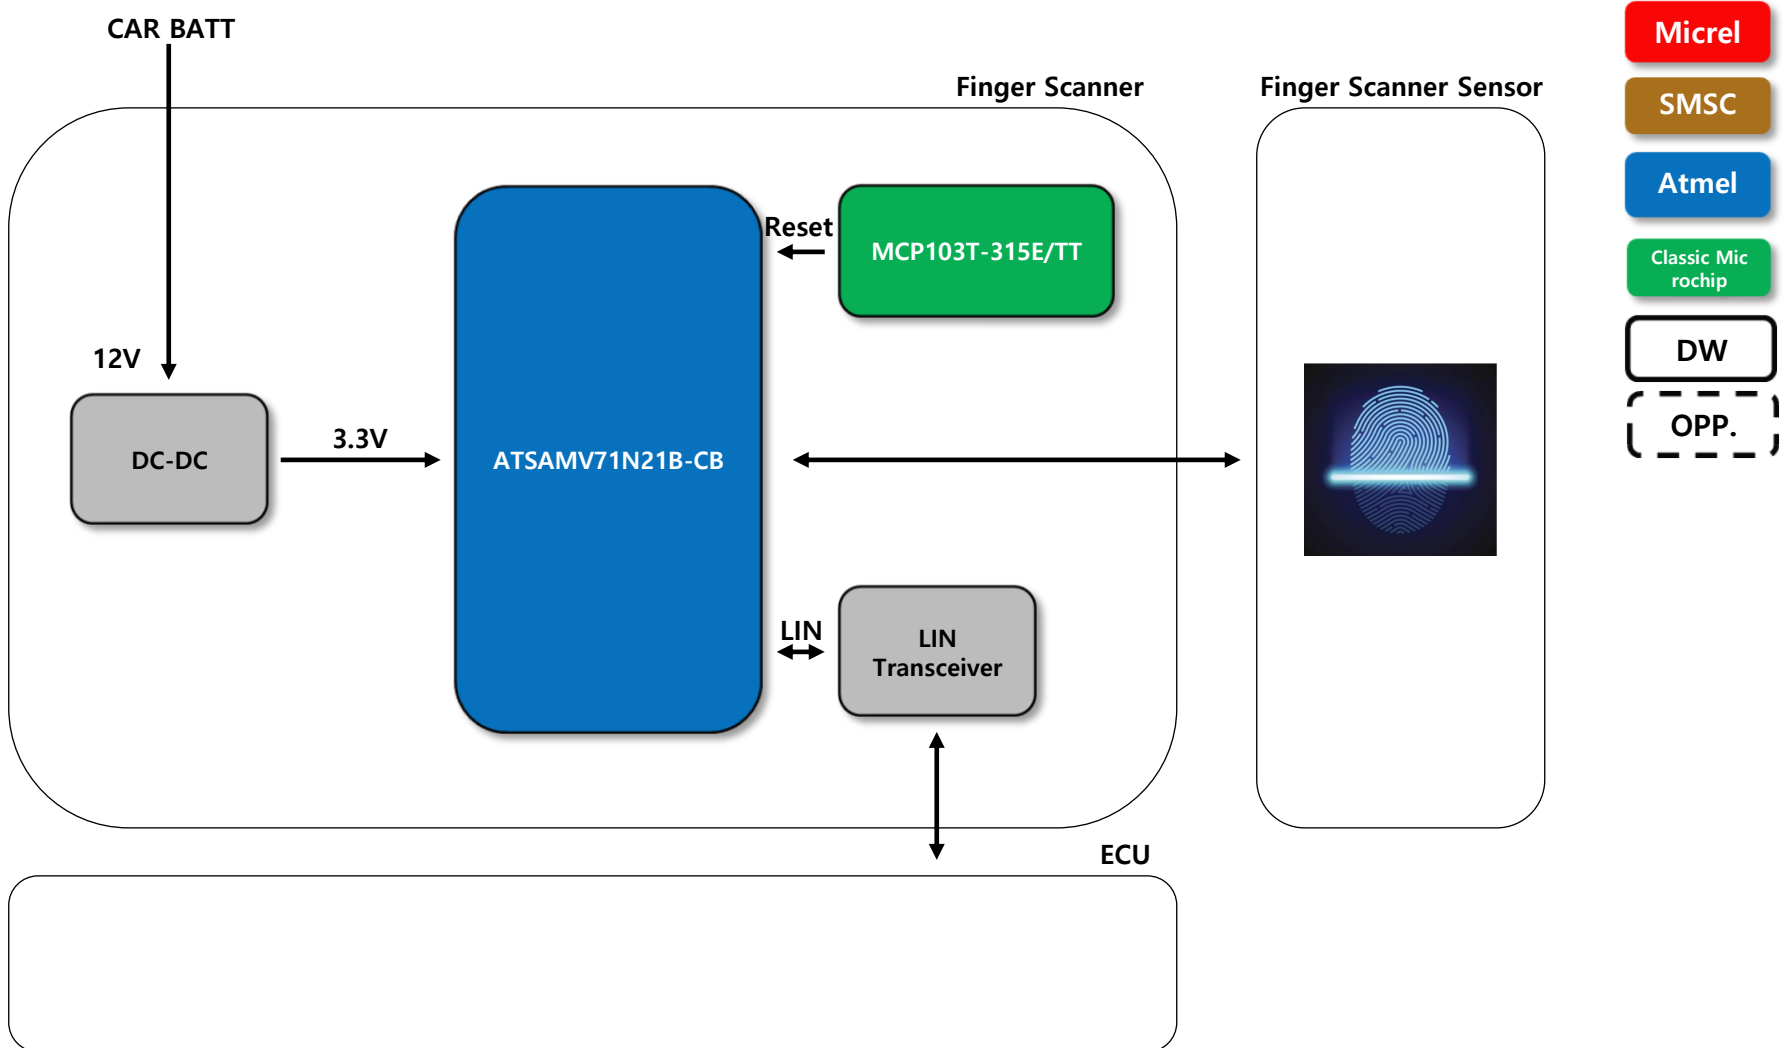 CAR BATT
Micrel
Finger Scanner
Finger Scanner Sensor
SMSC
Atmel
Reset
MCP103T-315E/TT
Classic Mic
rochip
12V
DW
3.3V
OPP.
DC-DC
ATSAMV71N21B-CB
LIN
LIN
Transceiver
ECU